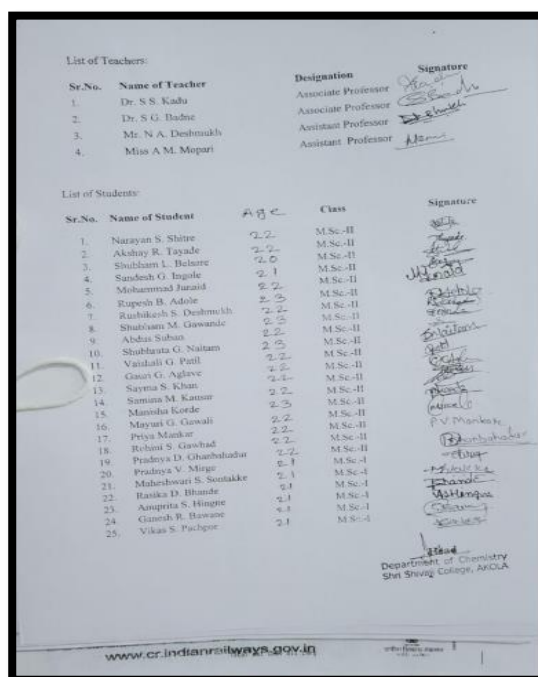 List of Teachers:
Sr.No. Name of Teacher Designation Signature
1. Dr. S S. Kadu Associate Professor
2. Dr. S G. Badne Associate Professor
3. Mr. N A. Deshmukh Assistant Professor
4. Miss A M. Mopari Assistant Professor
List of Students:
Sr.No. Name of Student Age Class Signature
1. Narayan S. Shitre 22 M.Sc.-II
2. Akshay R. Tayade 22 M.Sc.-II
3. Shubham L. Belsure 20 M.Sc.-II
4. Sandesh G. Ingole 21 M.Sc.-II
5. Mohammad Junaid 22 M.Sc.-II
6. Rupesh B. Adole 23 M.Sc.-II
7. Rushikesh S. Deshmukh 22 M.Sc.-II
8. Shubham M. Gawande 23 M.Sc.-II
9. Abdus Suban 22 M.Sc.-II
10. Shubhrata G. Naitam 23 M.Sc.-II
11. Vaishali G. Patil 22 M.Sc.-II
12. Gauri G. Aglave 22 M.Sc.-II
13. Sayma S. Khan 22 M.Sc.-II
14. Samina M. Kausar 22 M.Sc.-II
15. Manisha Korde 23 M.Sc.-II
16. Mayuri G. Gawali 22 M.Sc.-II
17. Priya Mankar 22 M.Sc.-II P.V. Mankar
18. Rohini S. Gawhad 22 M.Sc.-II
19. Pradnya D. Ghanbahadur 22 M.Sc.-II
20. Pradnya V. Mirge 21 M.Sc.-I
21. Maheshwari S. Sontakke 21 M.Sc.-I
22. Rasika D. Bhande 21 M.Sc.-I
23. Anuprita S. Hingne 21 M.Sc.-I
24 Ganesh R. Bawane 21 M.Sc.-I
25. Vikas S. Pachgor 21 M.Sc.-I
Department of Chemistry
Shri Shivaji College, AKOLA
www.cr.indianrailways.gov.in